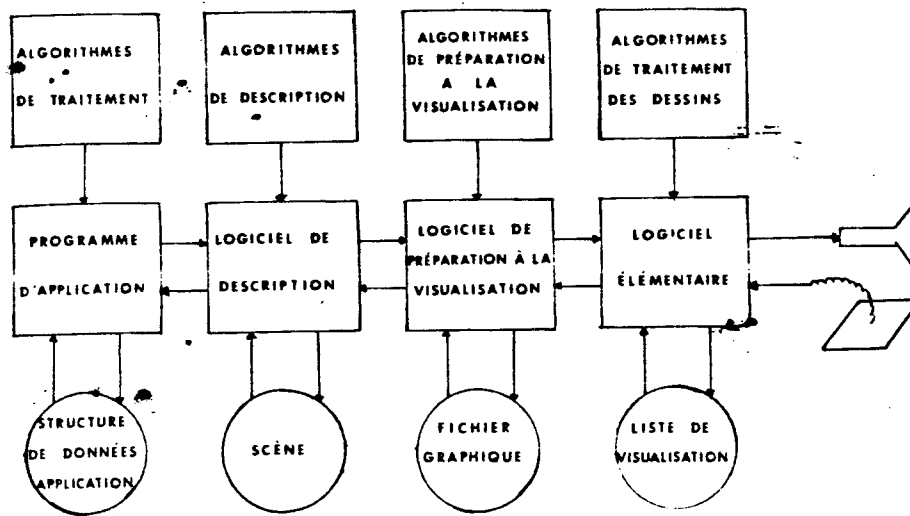 ALGORITHMES
DE TRAITEMENT
ALGORITHMES
DE DESCRIPTION
ALGORITHMES
DE PRÉPARATION
A LA
VISUALISATION
ALGORITHMES
DE TRAITEMENT
DES DESSINS
PROGRAMME
D'APPLICATION
LOGICIEL DE
DESCRIPTION
LOGICIEL DE
PRÉPARATION À LA
VISUALISATION
LOGICIEL
ÉLÉMENTAIRE
STRUCTURE
DE DONNÉES
APPLICATION
SCÈNE
FICHIER
GRAPHIQUE
LISTE DE
VISUALISATION